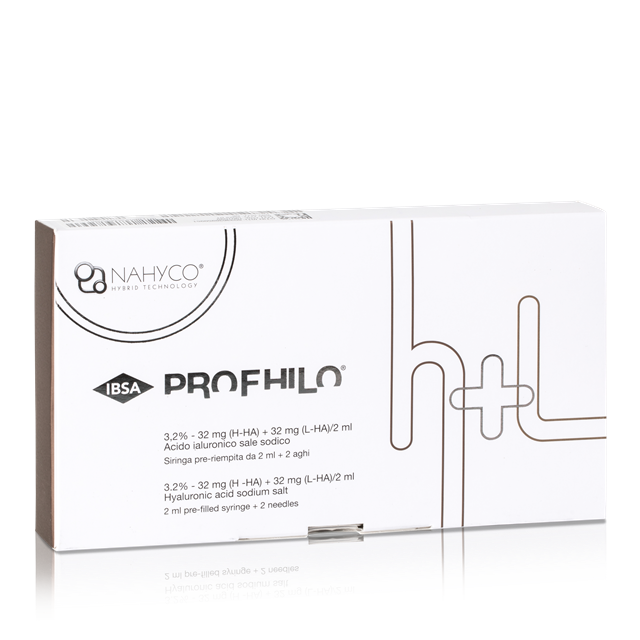 NAHYCO®
HYBRID TECHNOLOGY
IBSA PROFHILO®
3,2% - 32 mg (H-HA) + 32 mg (L-HA)/2 ml
Acido ialuronico sale sodico
Siringa pre-riempita da 2 ml + 2 aghi
3.2% - 32 mg (H -HA) + 32 mg (L-HA)/2 ml
Hyaluronic acid sodium salt
2 ml pre-filled syringe + 2 needles
h+L